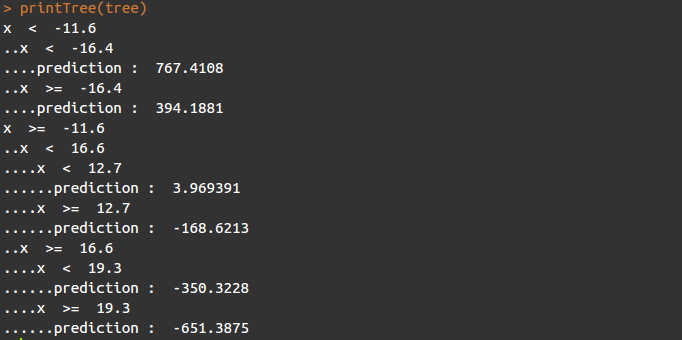 > printTree(tree)
x  <  -11.6
..x  <  -16.4
....prediction :  767.4108
..x  >=  -16.4
....prediction :  394.1881
x  >=  -11.6
..x  <  16.6
....x  <  12.7
......prediction :  3.969391
....x  >=  12.7
......prediction :  -168.6213
..x  >=  16.6
....x  <  19.3
......prediction :  -350.3228
....x  >=  19.3
......prediction :  -651.3875